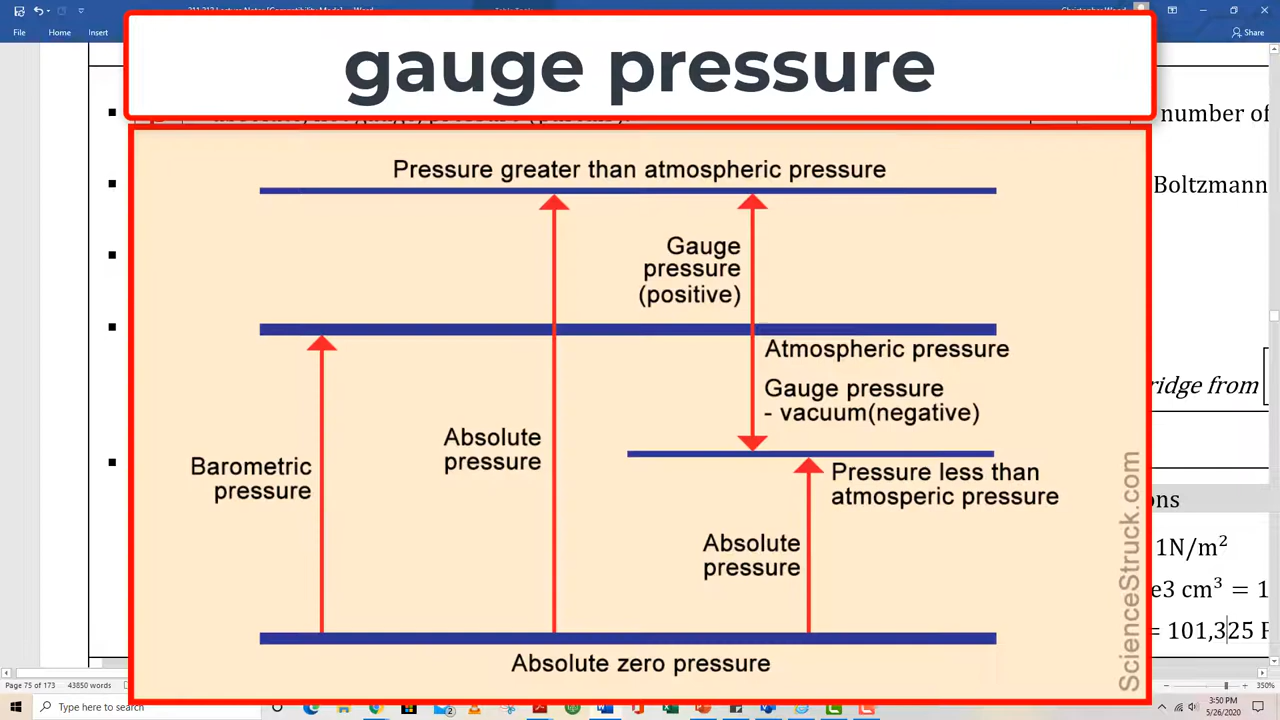 File
Home
Insert
gauge pressure
number of
Boltzmann
Pressure greater than atmospheric pressure
Gauge
pressure
(positive)
Atmospheric pressure
Gauge pressure
- vacuum(negative)
ridge from
Absolute
pressure
Barometric
pressure
Pressure less than
atmosperic pressure
ons
1N/m²
Absolute
pressure
e3 cm³ = 1
= 101,325 F
Absolute zero pressure
ScienceStruck.com
Page 75 of 173 43840 words
350%
Type here to search
3:50 PM
5/26/2020